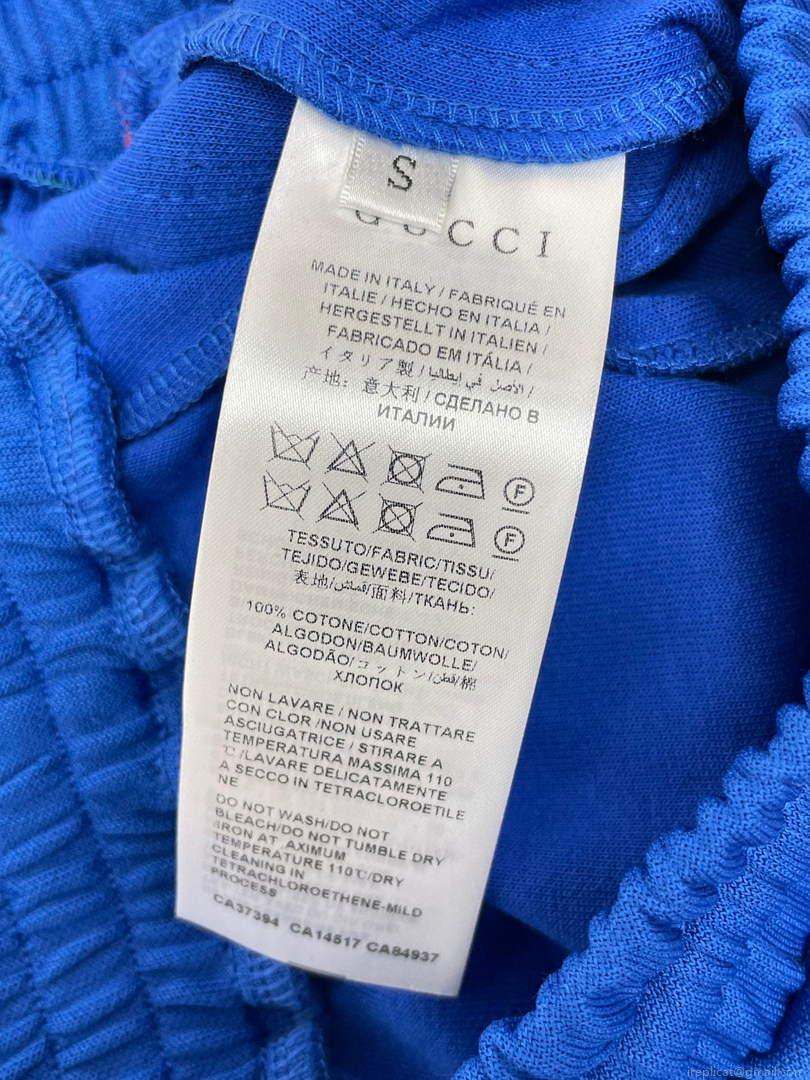 S
GUCCI
MADE IN ITALY / FABRIQUÉ EN
ITALIE / HECHO EN ITALIA /
HERGESTELLT IN ITALIEN /
FABRICADO EM ITÁLIA /
イタリア製 / الأصل في إيطاليا /
产地: 意大利 / СДЕЛАНО В
ИТАЛИИ
F
F
TESSUTO/FABRIC/TISSU/
TEJIDO/GEWEBE/TECIDO/
表地/قمش/面料/ТКАНЬ:
100% COTONE/COTTON/COTON/
ALGODON/BAUMWOLLE/
ALGODÃO/コットン/قطن/棉
ХЛОПОК
NON LAVARE / NON TRATTARE
CON CLOR /NON USARE
ASCIUGATRICE / STIRARE A
TEMPERATURA MASSIMA 110
℃/LAVARE DELICATAMENTE
A SECCO IN TETRACLOROETILE
NE
DO NOT WASH/DO NOT
BLEACH/DO NOT TUMBLE DRY
IRON AT AXIMUM
TEMPERATURE 110℃/DRY
CLEANING IN
TETRACHLOROETHENE-MILD
PROCESS
CA37394 CA14517 CA84937